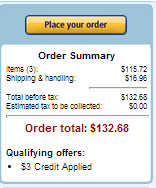 Place your order
Order Summary
Items (3): $115.72
Shipping & handling: $16.96
Total before tax: $132.68
Estimated tax to be collected: $0.00
Order total: $132.68
Qualifying offers:
• $3 Credit Applied